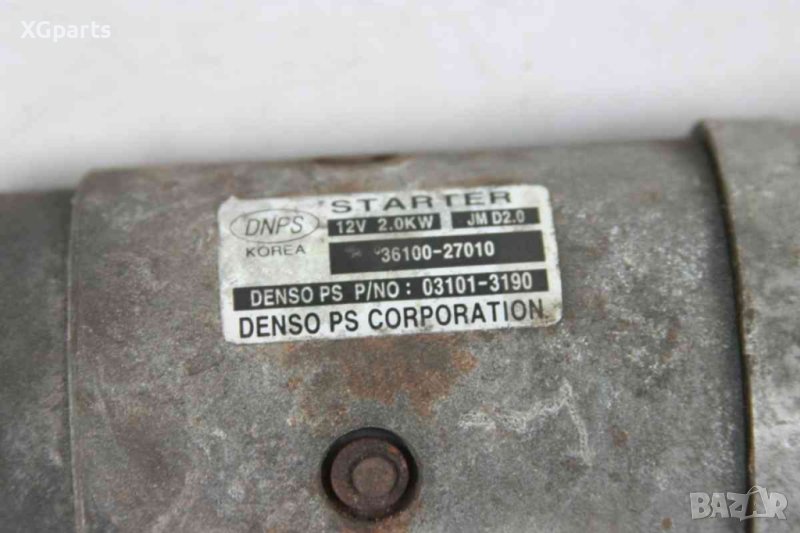 XGparts
STARTER
DNPS
12V 2.0KW
JM D2.0
KOREA
36100-27010
DENSO PS P/NO: 03101-3190
DENSO PS CORPORATION
BAZAR